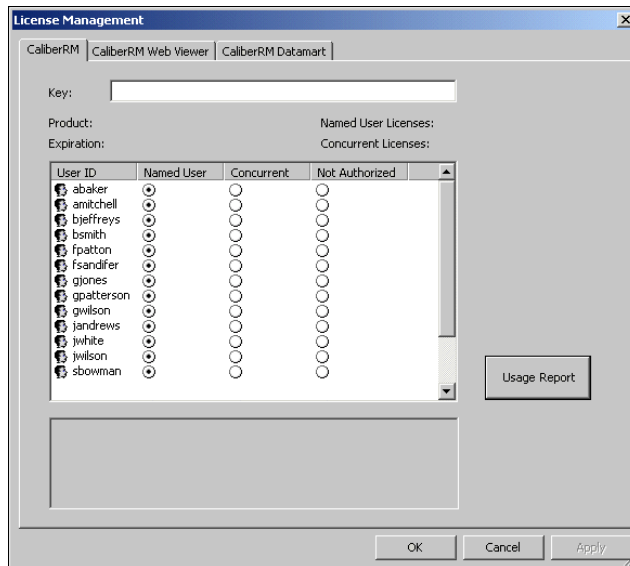 License Management
CaliberRM CaliberRM Web Viewer CaliberRM Datamart
Key:
Product: Named User Licenses:
Expiration: Concurrent Licenses:
User ID Named User Concurrent Not Authorized
abaker
amitchell
bjeffreys
bsmith
fpatton
fsandifer
gjones
gpatterson
gwilson
jandrews
jwhite
jwilson
sbowman
Usage Report
OK Cancel Apply